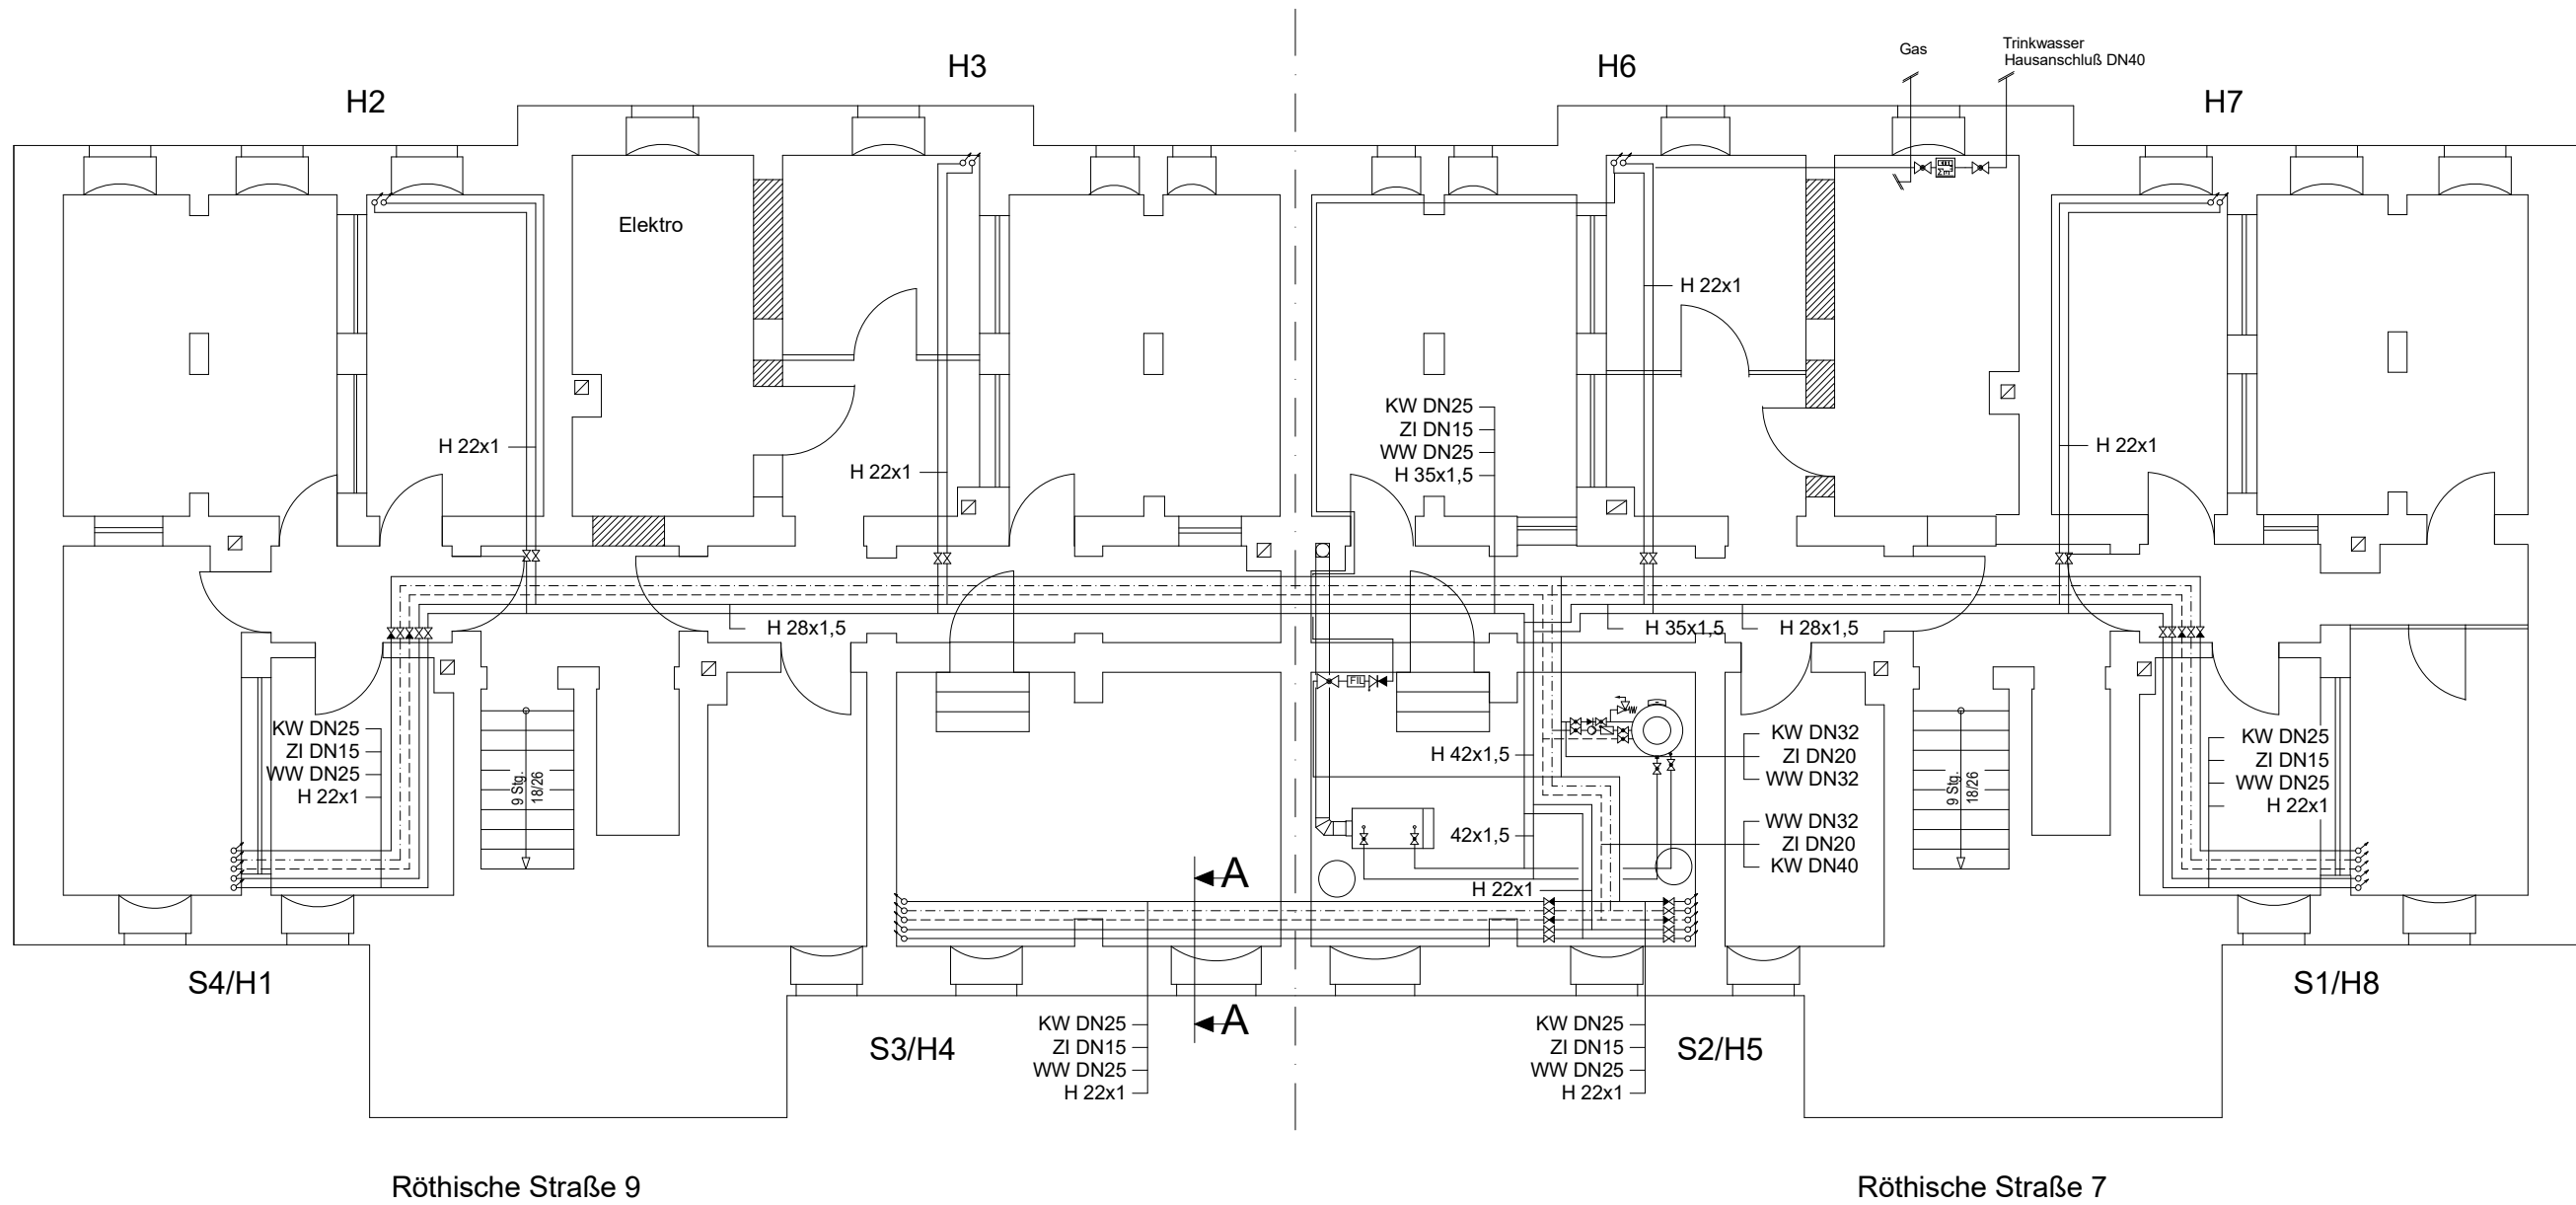 Gas
Trinkwasser
Hausanschluß DN40
H3
H6
H2
H7
Elektro
H 22x1
KW DN25
ZI DN15
WW DN25
H 35x1,5
H 22x1
H 22x1
H 22x1
H 28x1,5
H 35x1,5
H 28x1,5
FIL
KW DN25
ZI DN15
WW DN25
H 22x1
9 Stg.
18/26
H 42x1,5
KW DN32
ZI DN20
WW DN32
42x1,5
WW DN32
ZI DN20
KW DN40
H 22x1
9 Stg.
18/26
KW DN25
ZI DN15
WW DN25
H 22x1
A
A
S4/H1
S1/H8
S3/H4
KW DN25
ZI DN15
WW DN25
H 22x1
KW DN25
ZI DN15
WW DN25
H 22x1
S2/H5
Röthische Straße 9
Röthische Straße 7